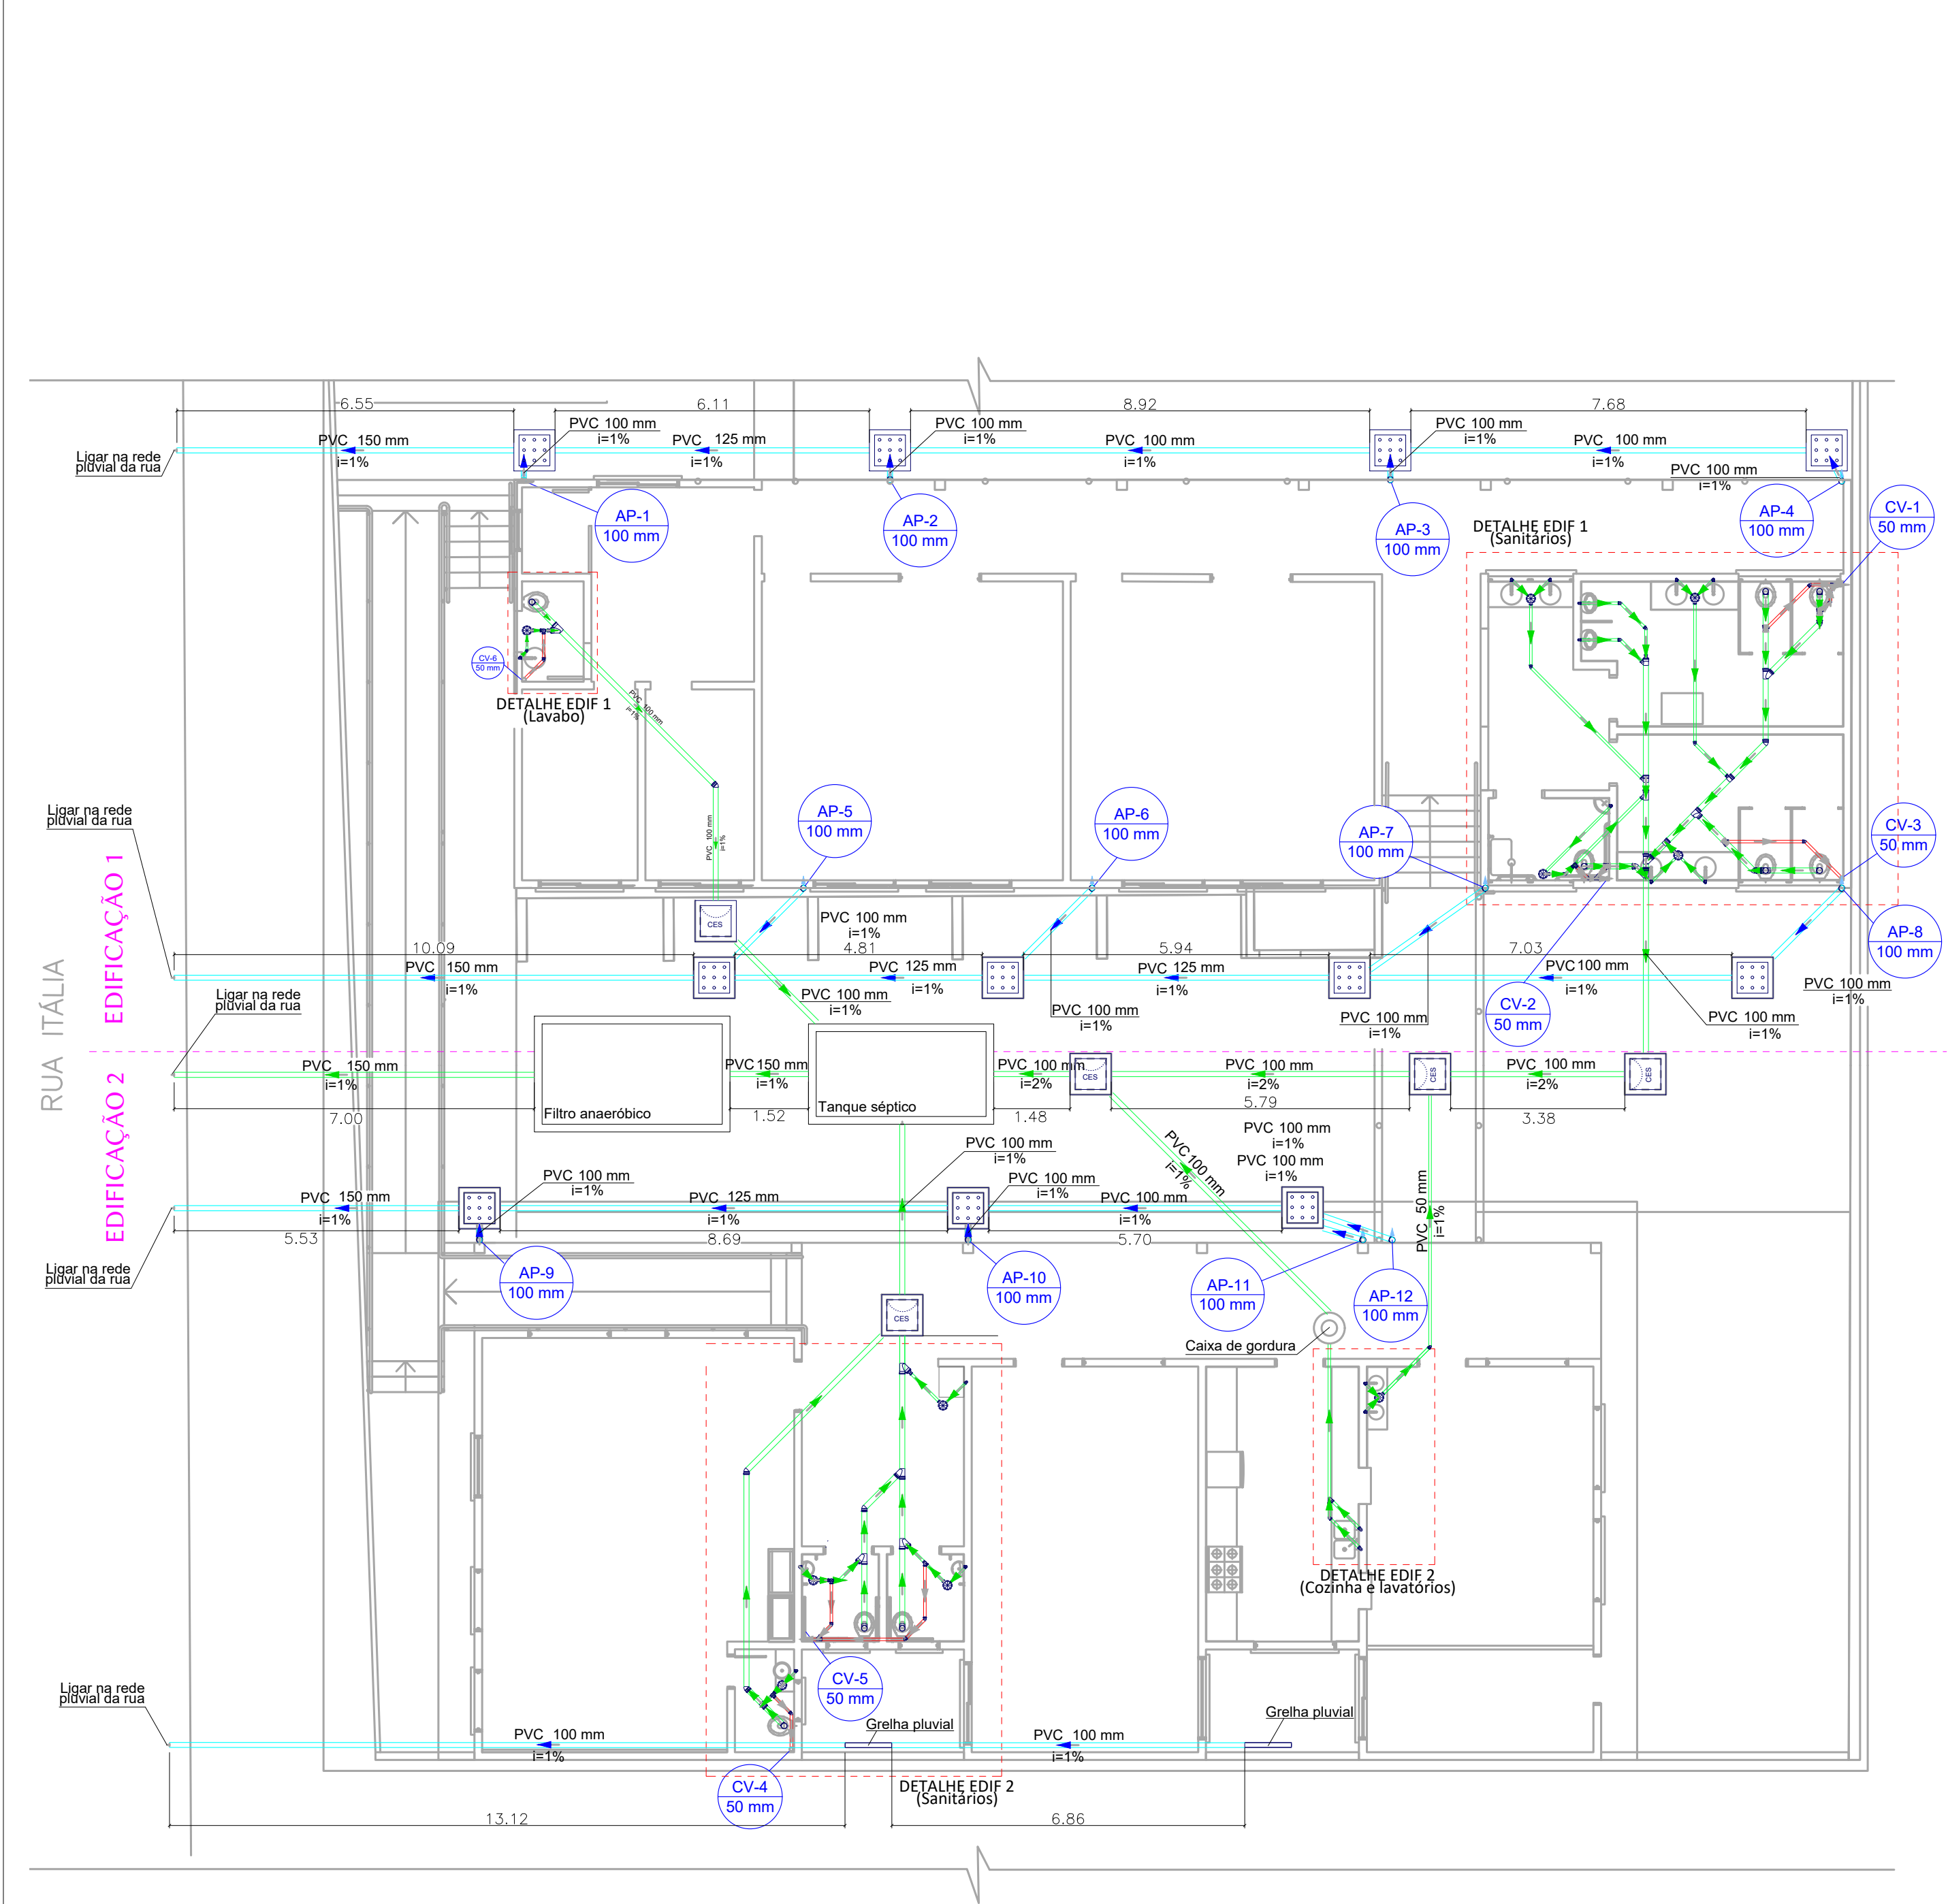 6.55
6.11
8.92
7.68
PVC 150 mm
i=1%
PVC 100 mm
i=1%
PVC 125 mm
i=1%
PVC 100 mm
i=1%
PVC 100 mm
i=1%
PVC 100 mm
i=1%
PVC 100 mm
i=1%
PVC 100 mm
i=1%
Ligar na rede
pluvial da rua
AP-1
100 mm
AP-2
100 mm
AP-3
100 mm
AP-4
100 mm
CV-1
50 mm
DETALHE EDIF 1
(Sanitários)
CV-6
50 mm
DETALHE EDIF 1
(Lavabo)
PVC 100 mm
i=1%
PVC 100 mm
i=1%
Ligar na rede
pluvial da rua
AP-5
100 mm
AP-6
100 mm
AP-7
100 mm
CV-3
50 mm
AP-8
100 mm
CES
PVC 100 mm
i=1%
10.09
4.81
5.94
7.03
PVC 150 mm
i=1%
PVC 125 mm
i=1%
PVC 125 mm
i=1%
PVC 100 mm
i=1%
PVC 100 mm
i=1%
PVC 100 mm
i=1%
PVC 100 mm
i=1%
PVC 100 mm
i=1%
PVC 100 mm
i=1%
CV-2
50 mm
RUA ITÁLIA
EDIFICAÇÃO 1
EDIFICAÇÃO 2
Ligar na rede
pluvial da rua
PVC 150 mm
i=1%
Filtro anaeróbico
PVC 150 mm
i=1%
Tanque séptico
PVC 100 mm
i=2%
CES
PVC 100 mm
i=2%
CES
PVC 100 mm
i=2%
CES
7.00
1.52
1.48
5.79
3.38
PVC 100 mm
i=1%
PVC 100 mm
i=1%
PVC 100 mm
i=1%
PVC 100 mm
i=1%
PVC 50 mm
i=1%
PVC 150 mm
i=1%
PVC 100 mm
i=1%
PVC 125 mm
i=1%
PVC 100 mm
i=1%
PVC 100 mm
i=1%
5.53
8.69
5.70
Ligar na rede
pluvial da rua
AP-9
100 mm
AP-10
100 mm
AP-11
100 mm
AP-12
100 mm
CES
Caixa de gordura
DETALHE EDIF 2
(Cozinha e lavatórios)
CV-5
50 mm
Ligar na rede
pluvial da rua
PVC 100 mm
i=1%
Grelha pluvial
PVC 100 mm
i=1%
Grelha pluvial
CV-4
50 mm
DETALHE EDIF 2
(Sanitários)
13.12
6.86